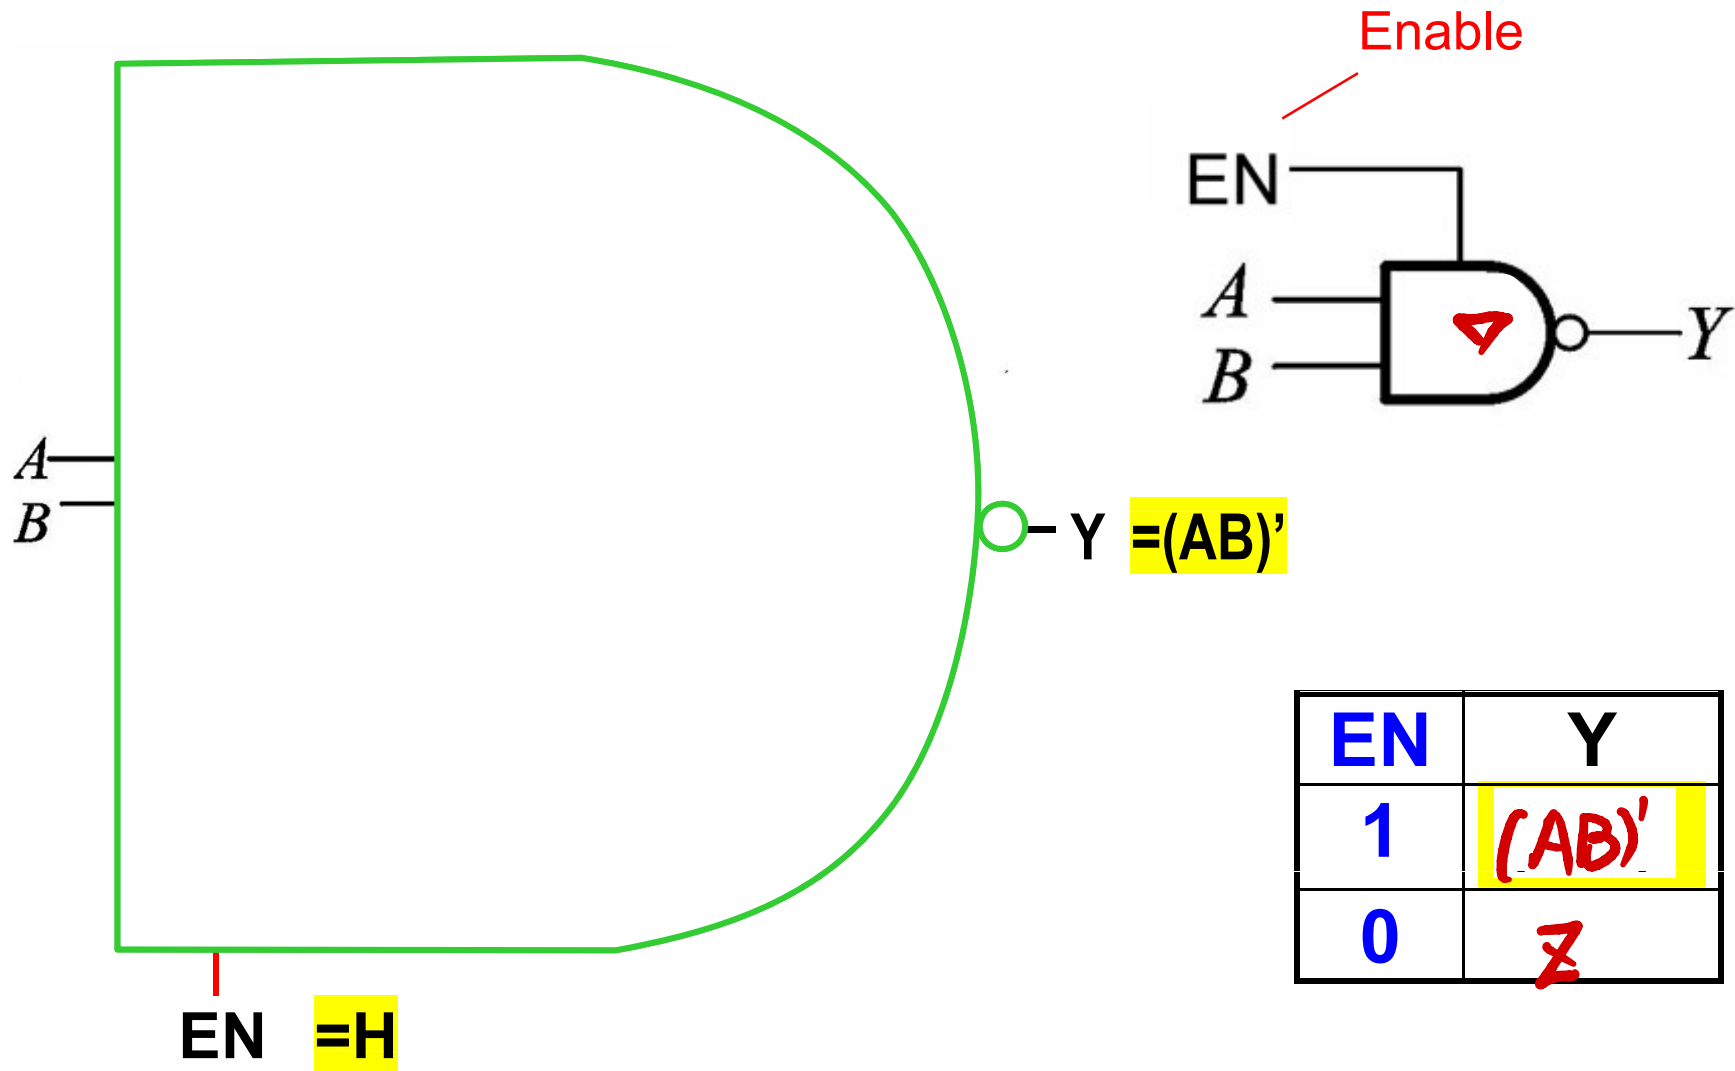 Enable
EN
A
B
Y
A
B
Y =(AB)’
EN =H
EN Y
1 (AB)'
0 Z